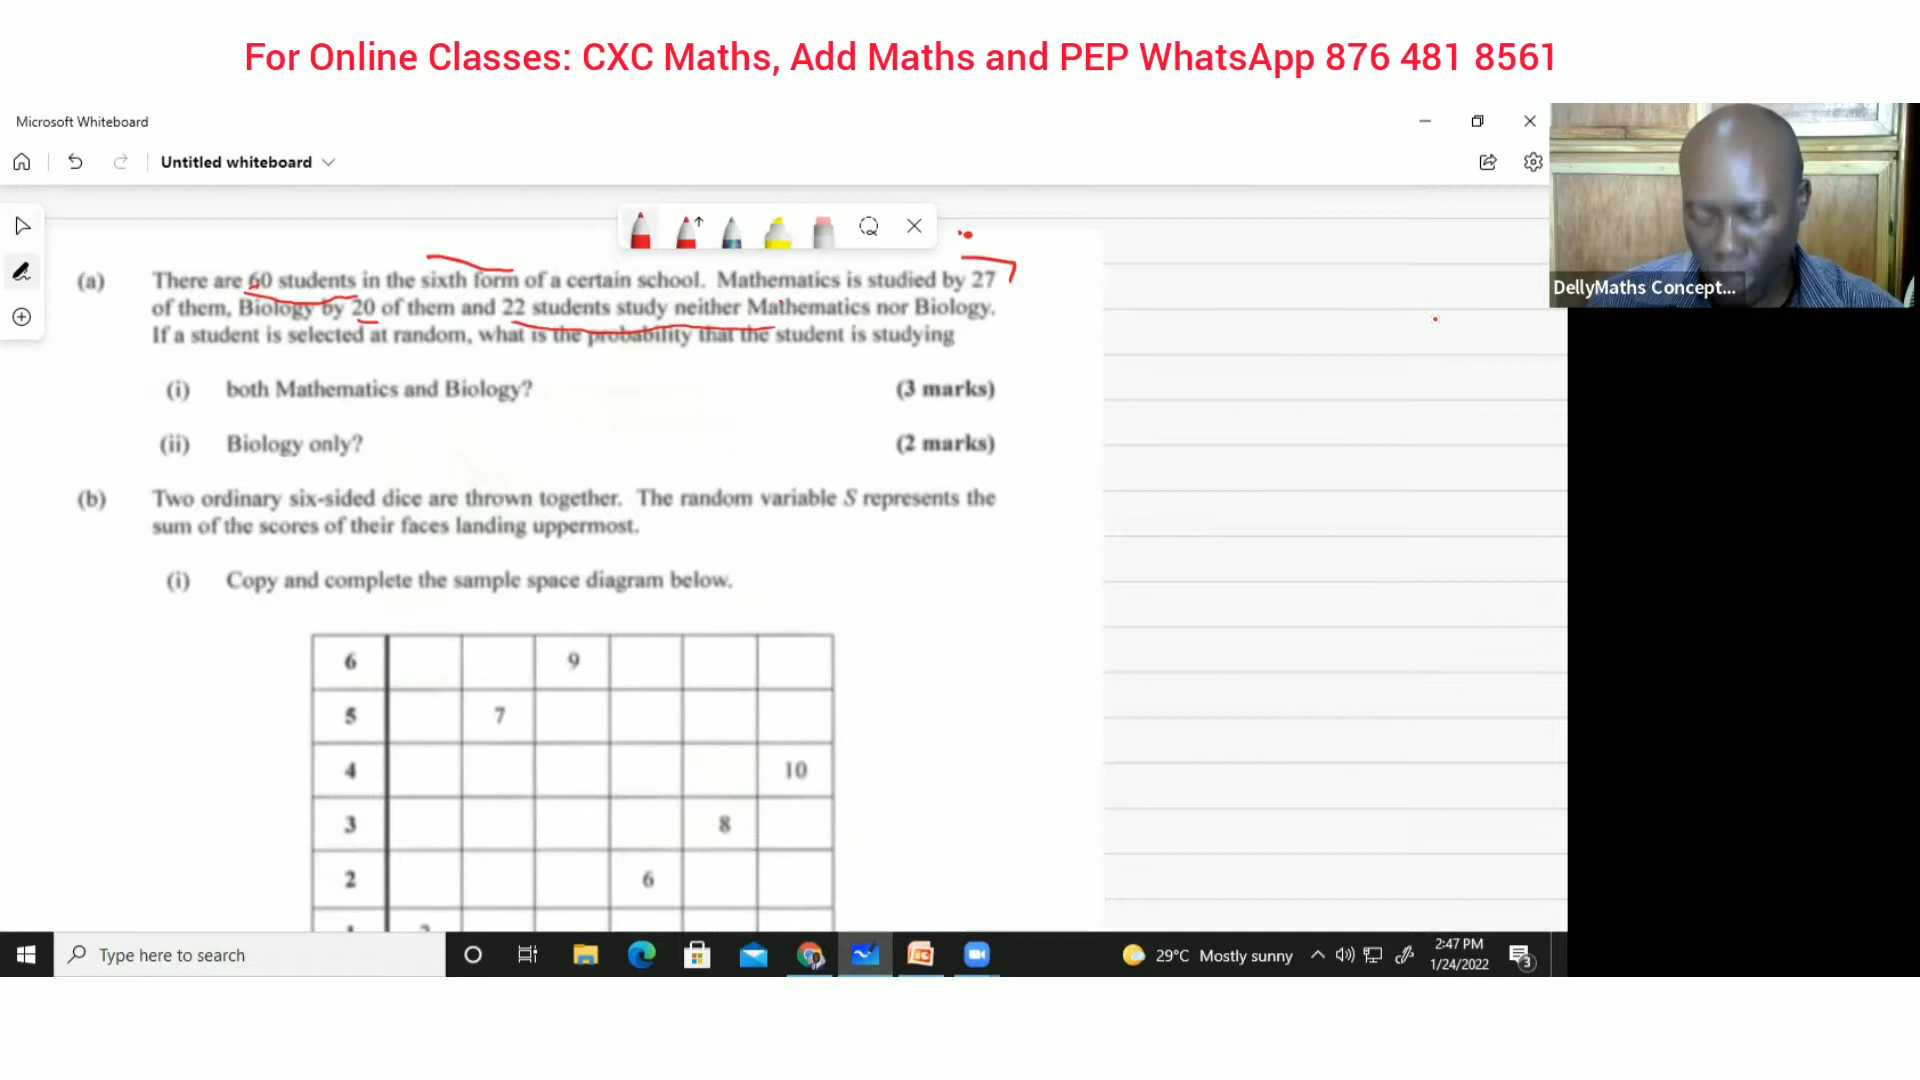 For Online Classes: CXC Maths, Add Maths and PEP WhatsApp 876 481 8561
Microsoft Whiteboard
Untitled whiteboard
(a) There are 60 students in the sixth form of a certain school. Mathematics is studied by 27
of them, Biology by 20 of them and 22 students study neither Mathematics nor Biology.
If a student is selected at random, what is the probability that the student is studying
(i) both Mathematics and Biology? (3 marks)
(ii) Biology only? (2 marks)
(b) Two ordinary six-sided dice are thrown together. The random variable S represents the
sum of the scores of their faces landing uppermost.
(i) Copy and complete the sample space diagram below.
6 9
5 7
4 10
3 8
2 6
DellyMaths Concept...
Type here to search
29°C Mostly sunny
2:47 PM
1/24/2022
3